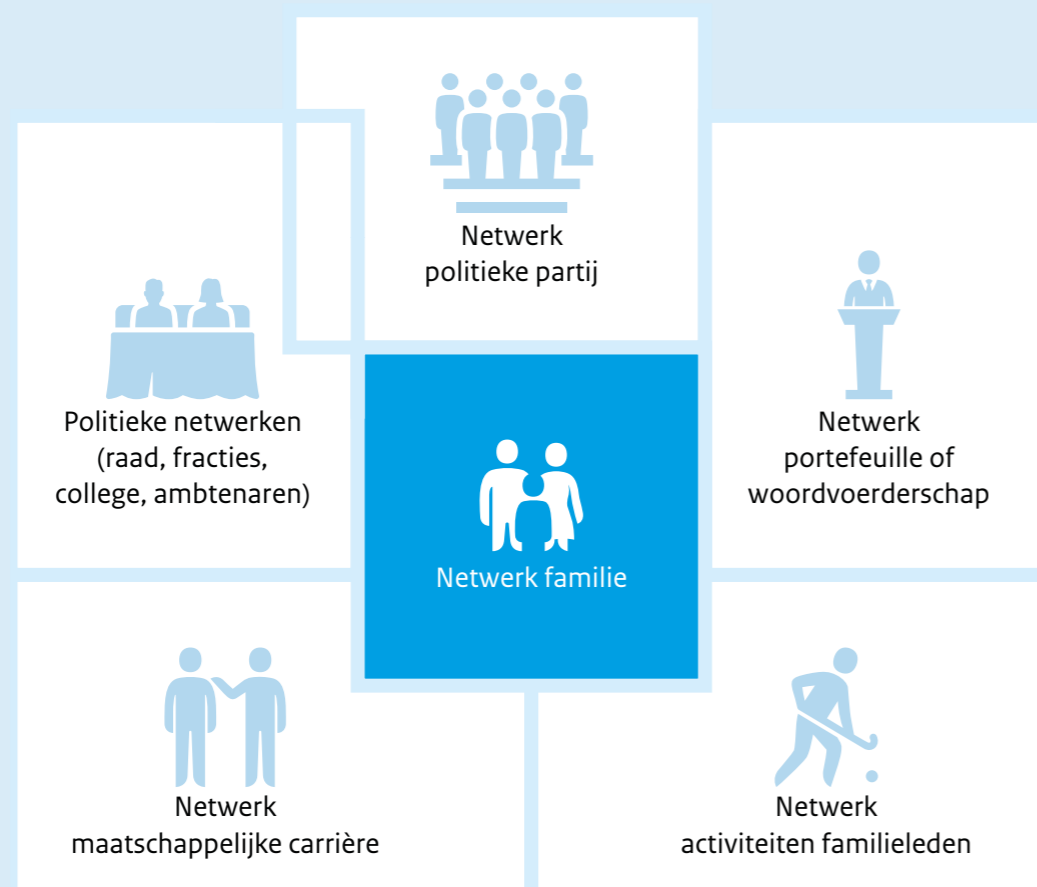 Netwerk
politieke partij
Politieke netwerken
(raad, fracties,
college, ambtenaren)
Netwerk
portefeuille of
woordvoerderschap
Netwerk familie
Netwerk
maatschappelijke carrière
Netwerk
activiteiten familieleden